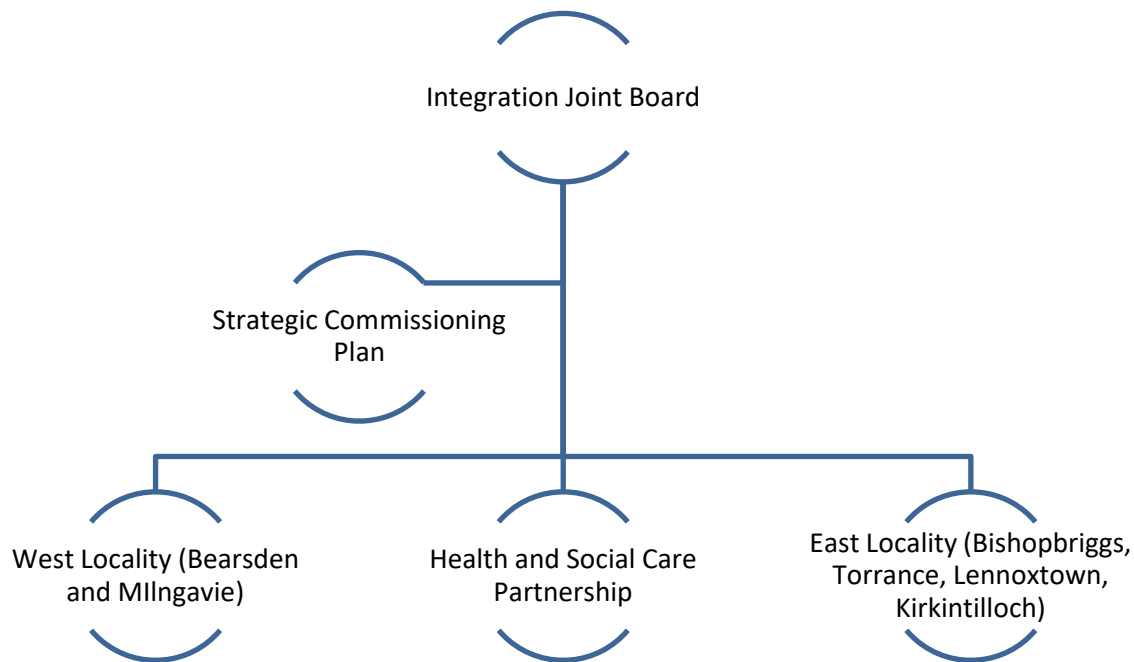 Integration Joint Board
Strategic Commissioning
Plan
West Locality (Bearsden
and MIlngavie)
Health and Social Care
Partnership
East Locality (Bishopbriggs,
Torrance, Lennoxtown,
Kirkintilloch)